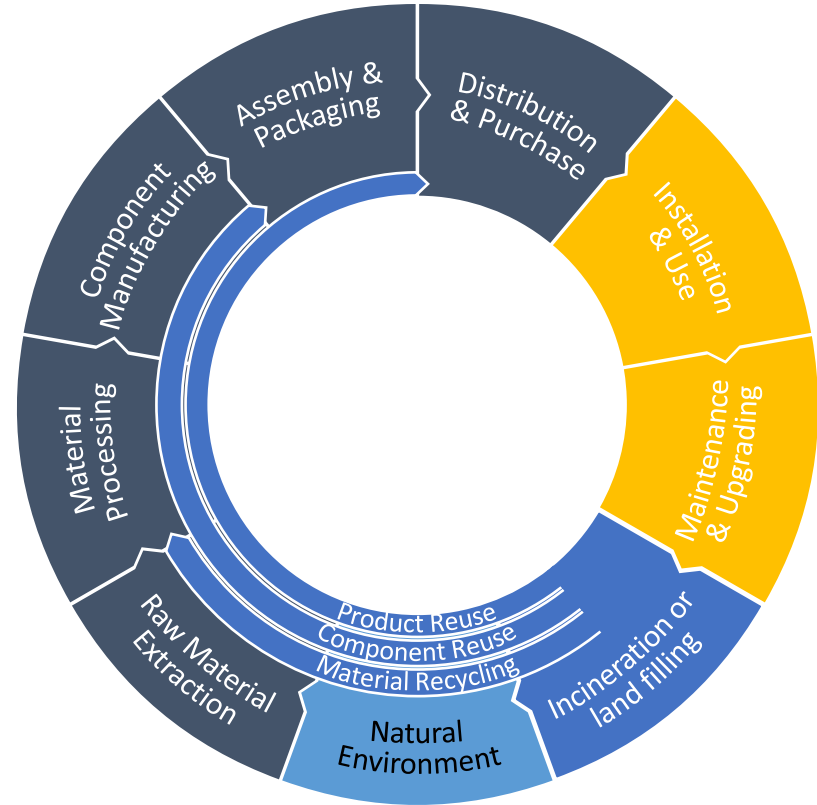 Assembly &
Packaging
Distribution
& Purchase
Installation
& Use
Maintenance
& Upgrading
Incineration or
land filling
Natural
Environment
Raw Material
Extraction
Material
Processing
Component
Manufacturing
Product Reuse
Component Reuse
Material Recycling